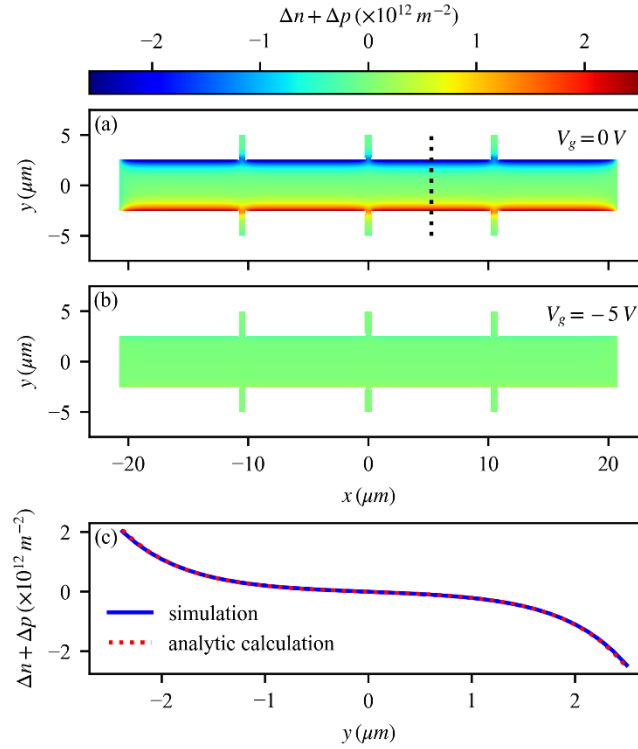 Δn + Δp (×10¹² m⁻²)
−2 −1 0 1 2
(a)
V_g = 0 V
y (μm)
5
0
−5
(b)
V_g = −5 V
y (μm)
5
0
−5
−20 −10 0 10 20
x (μm)
(c)
Δn + Δp (×10¹² m⁻²)
2
0
−2
simulation
analytic calculation
−2 −1 0 1 2
y (μm)